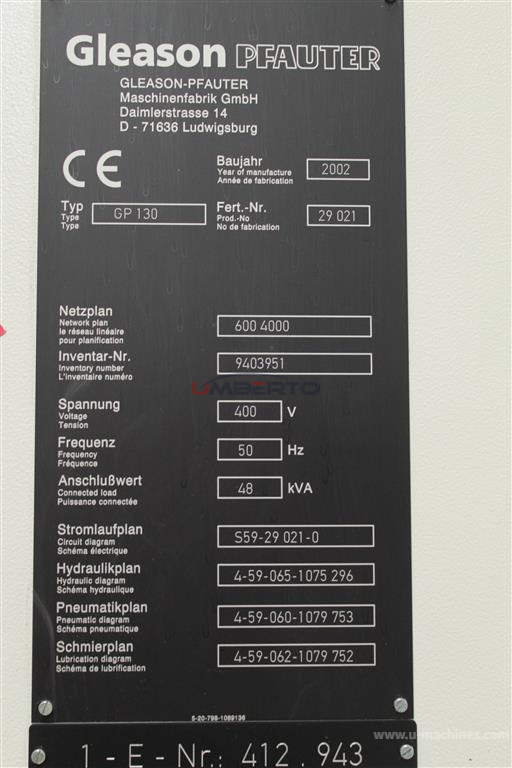 Gleason PFAUTER
GLEASON-PFAUTER
Maschinenfabrik GmbH
Daimlerstrasse 14
D - 71636 Ludwigsburg
CE
Baujahr
Year of manufacture
Année de fabrication
2002
Typ
Type
Type
GP 130
Fert.-Nr.
Prod.-No
No de fabrication
29 021
Netzplan
Network plan
le réseau linéaire
pour planification
600 4000
Inventar-Nr.
Inventory number
L'inventaire numéro
9403951
UMBERTO
Spannung
Voltage
Tension
400 V
Frequenz
Frequency
Fréquence
50 Hz
Anschlußwert
Connected load
Puissance connectée
48 kVA
Stromlaufplan
Circuit diagram
Schéma électrique
S59-29 021-0
Hydraulikplan
Hydraulic diagram
Schéma hydraulique
4-59-065-1075 296
Pneumatikplan
Pneumatic diagram
Schéma pneumatique
4-59-060-1079 753
Schmierplan
Lubrication diagram
Schéma de lubrification
4-59-062-1079 752
5-20-798-1089136
www.u-machines.com
1 - E - Nr.: 412 . 943